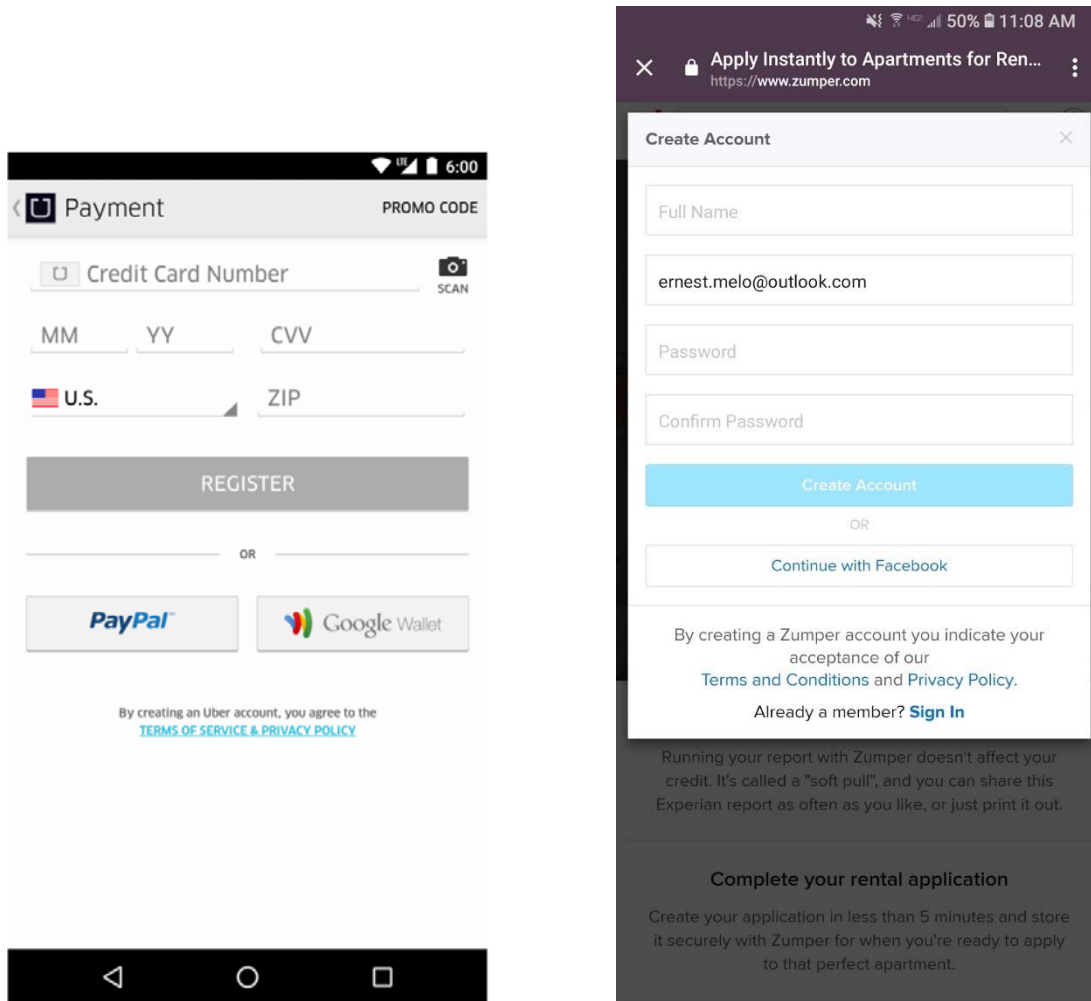 LTE 6:00
Payment PROMO CODE
Credit Card Number
SCAN
MM YY CVV
U.S. ZIP
REGISTER
OR
PayPal™ Google Wallet
By creating an Uber account, you agree to the
TERMS OF SERVICE & PRIVACY POLICY
50% 11:08 AM
Apply Instantly to Apartments for Ren...
https://www.zumper.com
Create Account
Full Name
ernest.melo@outlook.com
Password
Confirm Password
Create Account
OR
Continue with Facebook
By creating a Zumper account you indicate your
acceptance of our
Terms and Conditions and Privacy Policy.
Already a member? Sign In
Running your report with Zumper doesn't affect your
credit. It's called a "soft pull", and you can share this
Experian report as often as you like, or just print it out.
Complete your rental application
Create your application in less than 5 minutes and store
it securely with Zumper for when you're ready to apply
to that perfect apartment.